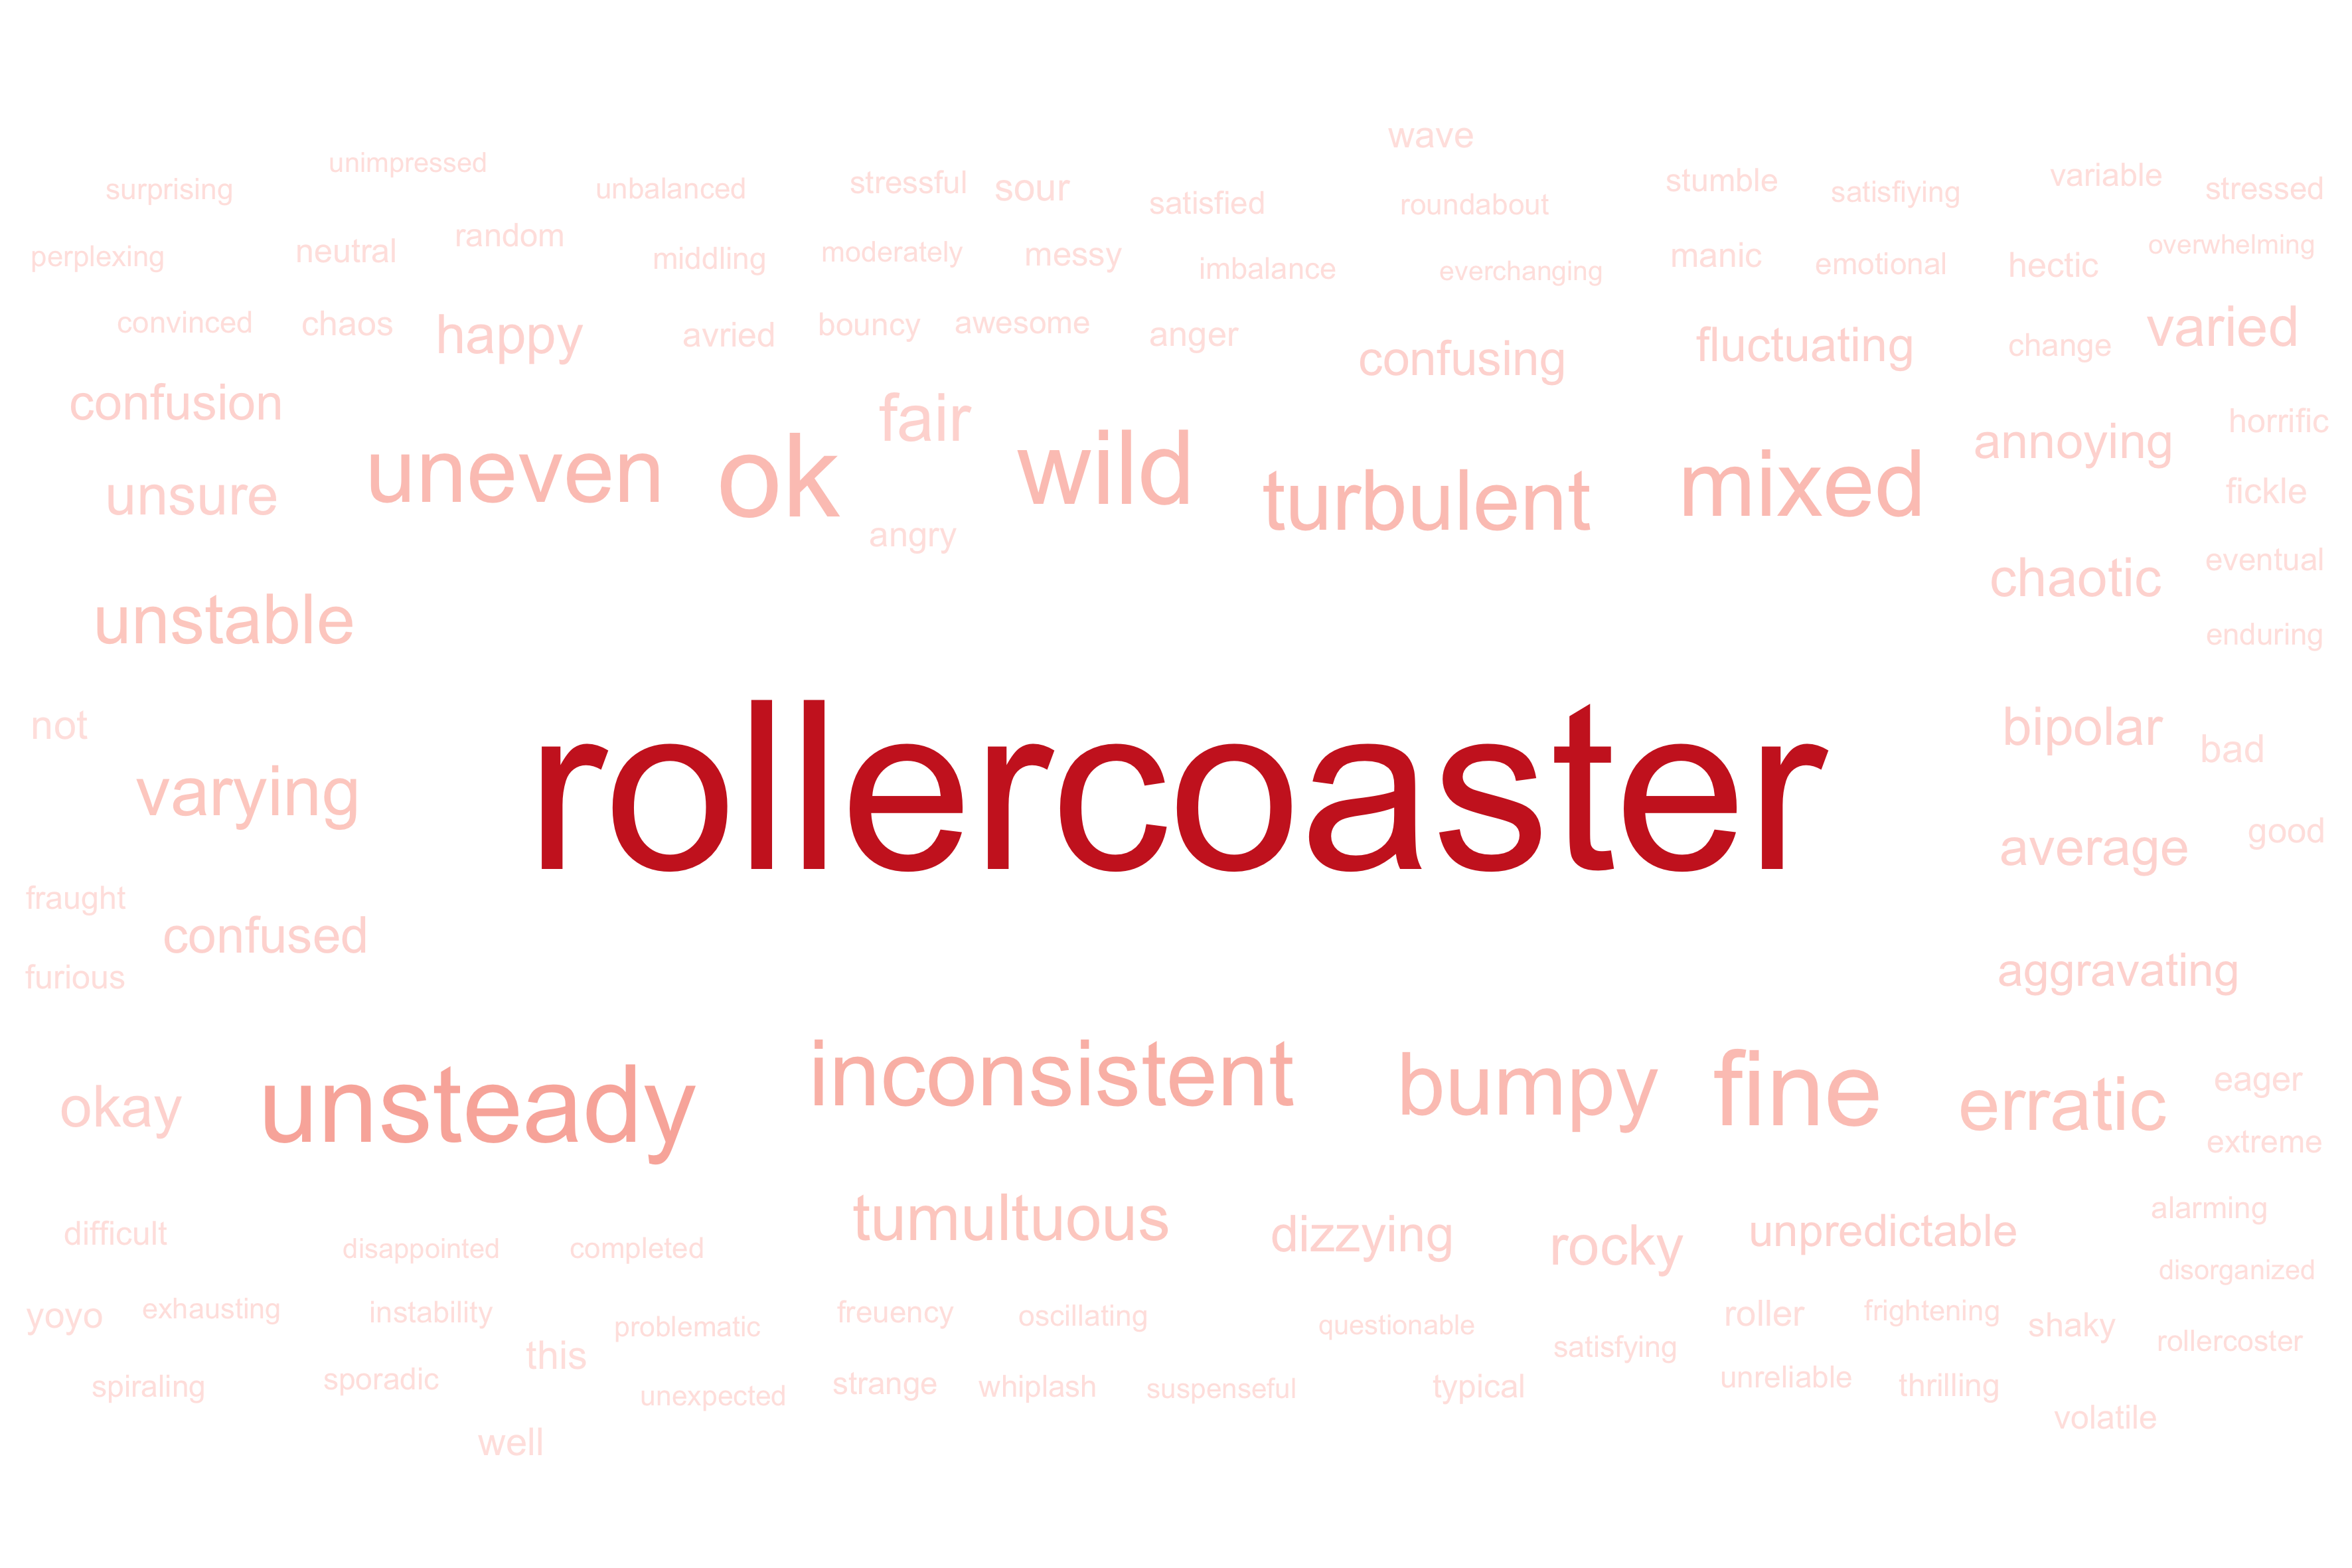 wave
surprising unimpressed unbalanced stressful sour satisfied roundabout stumble satisfiying variable stressed
perplexing neutral random middling moderately messy imbalance everchanging manic emotional hectic overwhelming
convinced chaos happy avried bouncy awesome anger confusing fluctuating change varied
confusion fair horrific
unsure uneven ok wild turbulent mixed annoying fickle
angry
unstable chaotic eventual
enduring
not bipolar bad
varying rollercoaster average good
fraught
confused
furious aggravating
okay unsteady inconsistent bumpy fine erratic eager
extreme
difficult disappointed completed tumultuous dizzying rocky unpredictable alarming
disorganized
yoyo exhausting instability problematic freuency oscillating questionable roller frightening shaky rollercoster
this satisfying
spiraling sporadic unexpected strange whiplash suspenseful typical unreliable thrilling
volatile
well